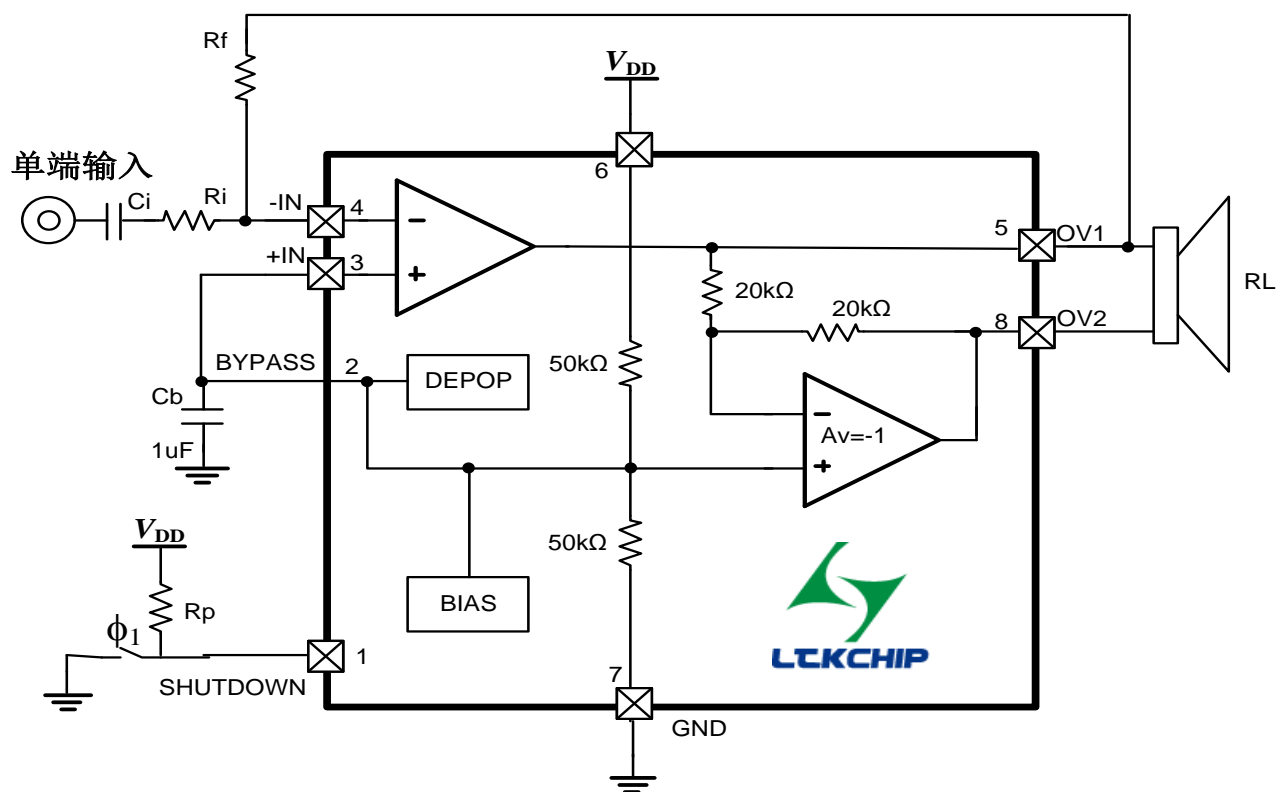 Rf
VDD
单端输入
Ci
Ri
-IN
4
+IN
3
6
5
OV1
20kΩ
20kΩ
8
OV2
RL
BYPASS
2
DEPOP
50kΩ
Cb
1uF
Av=-1
VDD
50kΩ
Rp
BIAS
ϕ1
1
SHUTDOWN
LTKCHIP
7
GND